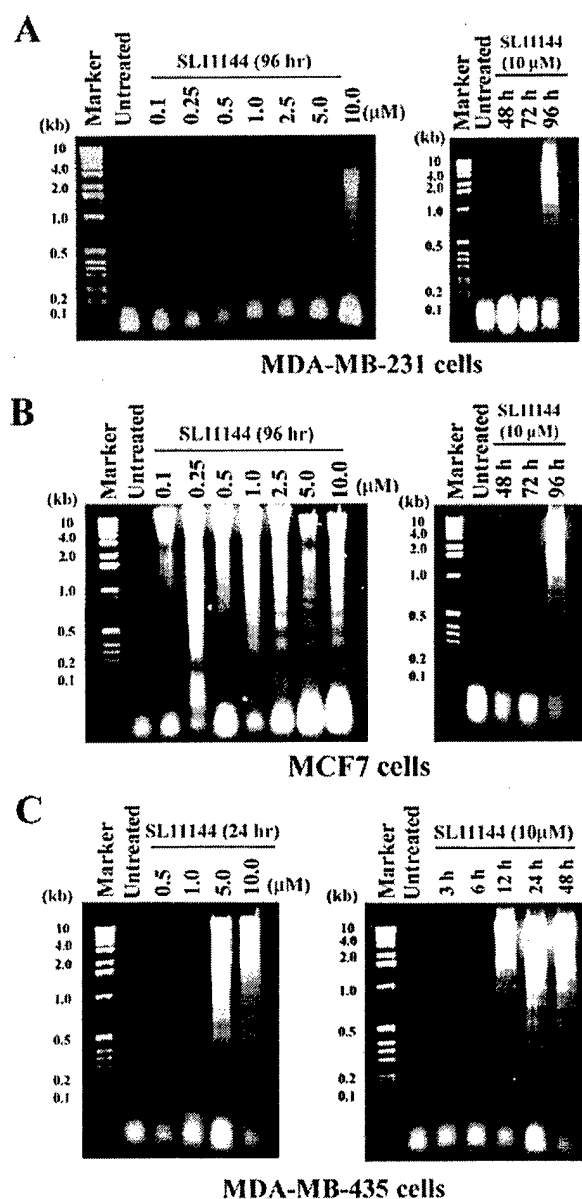 A
SL11144 (96 hr)
Marker
Untreated
0.1
0.25
0.5
1.0
2.5
5.0
10.0
(μM)
(kb)
10
4.0
2.0
1.0
0.5
0.2
0.1
SL11144
(10 μM)
Marker
Untreated
48 h
72 h
96 h
(kb)
10
4.0
2.0
1.0
0.5
0.2
0.1
MDA-MB-231 cells
B
SL11144 (96 hr)
Marker
Untreated
0.1
0.25
0.5
1.0
2.5
5.0
10.0
(μM)
(kb)
10
4.0
2.0
1.0
0.5
0.2
0.1
SL11144
(10 μM)
Marker
Untreated
48 h
72 h
96 h
(kb)
10
4.0
2.0
1.0
0.5
0.2
0.1
MCF7 cells
C
SL11144 (24 hr)
Marker
Untreated
0.5
1.0
5.0
10.0
(μM)
(kb)
10
4.0
2.0
1.0
0.5
0.2
0.1
SL11144 (10μM)
Marker
Untreated
3 h
6 h
12 h
24 h
48 h
(kb)
10
4.0
2.0
1.0
0.5
0.2
0.1
MDA-MB-435 cells